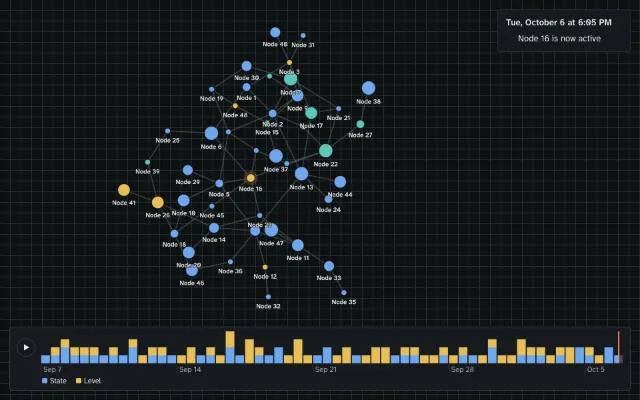 Tue, October 6 at 6:05 PM
Node 16 is now active
Node 46
Node 31
Node 3
Node 30
Node 1
Node 19
Node 38
Node 44
Node 21
Node 2
Node 17
Node 27
Node 15
Node 25
Node 6
Node 22
Node 37
Node 39
Node 29
Node 16
Node 13
Node 5
Node 44
Node 41
Node 26
Node 10
Node 45
Node 24
Node 14
Node 18
Node 47
Node 11
Node 36
Node 12
Node 33
Node 46
Node 32
Node 35
Sep 7
Sep 14
Sep 21
Sep 28
Oct 5
State
Level